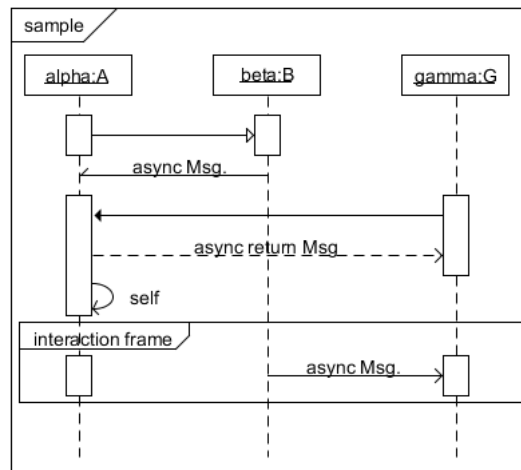 sample
alpha:A
beta:B
gamma:G
async Msg.
async return Msg
self
interaction frame
async Msg.